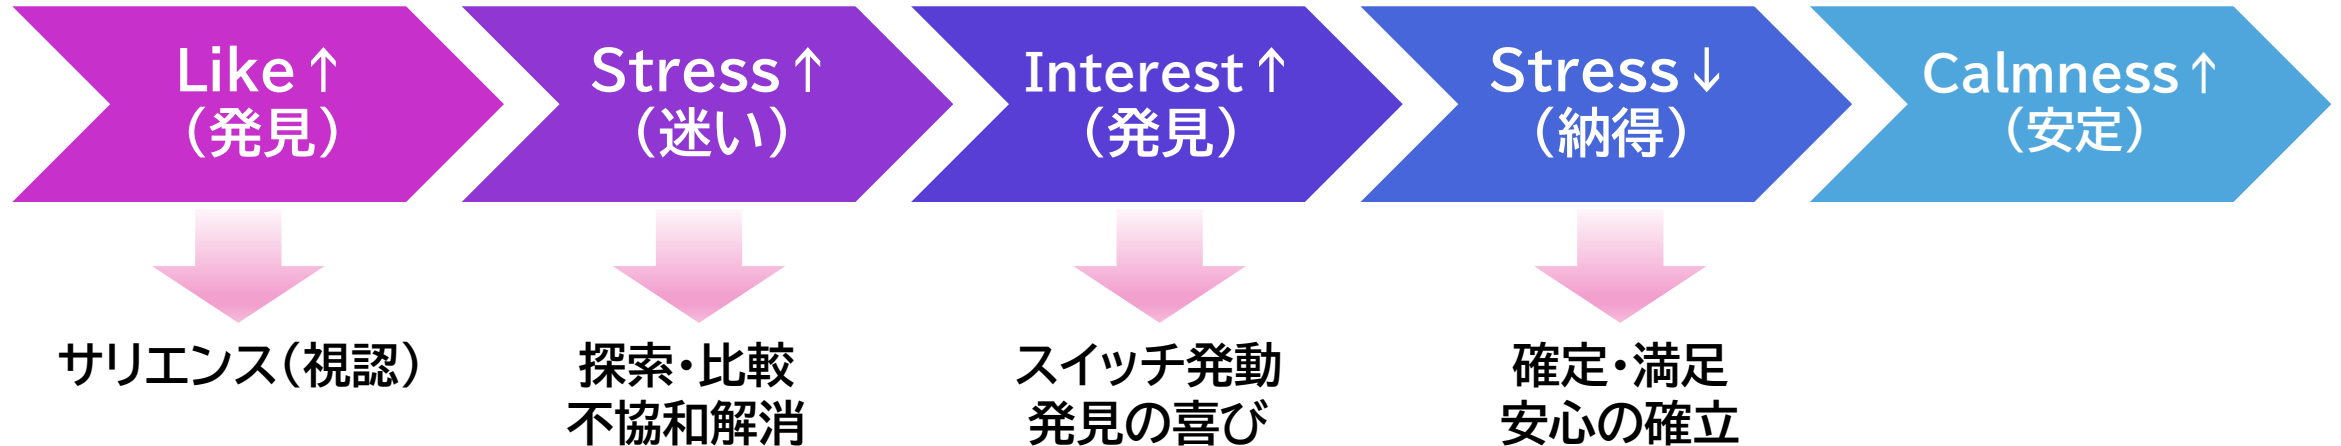 Like↑
（発見）
Stress↑
（迷い）
Interest↑
（発見）
Stress↓
（納得）
Calmness↑
（安定）
サリエンス（視認）
探索・比較
不協和解消
スイッチ発動
発見の喜び
確定・満足
安心の確立